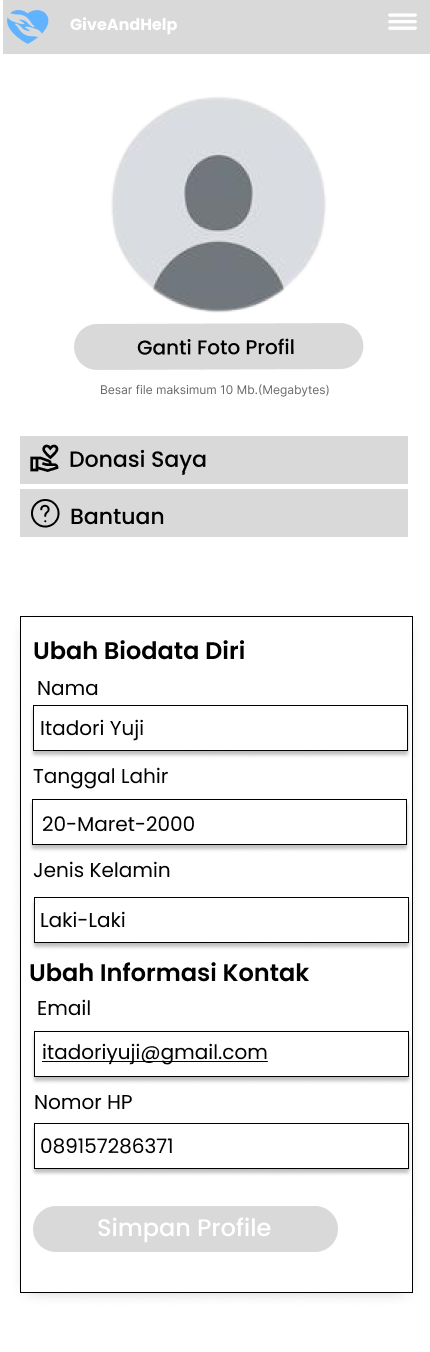 GiveAndHelp
Ganti Foto Profil
Besar file maksimum 10 Mb.(Megabytes)
Donasi Saya
Bantuan
Ubah Biodata Diri
Nama
Itadori Yuji
Tanggal Lahir
20-Maret-2000
Jenis Kelamin
Laki-Laki
Ubah Informasi Kontak
Email
itadoriyuji@gmail.com
Nomor HP
089157286371
Simpan Profile